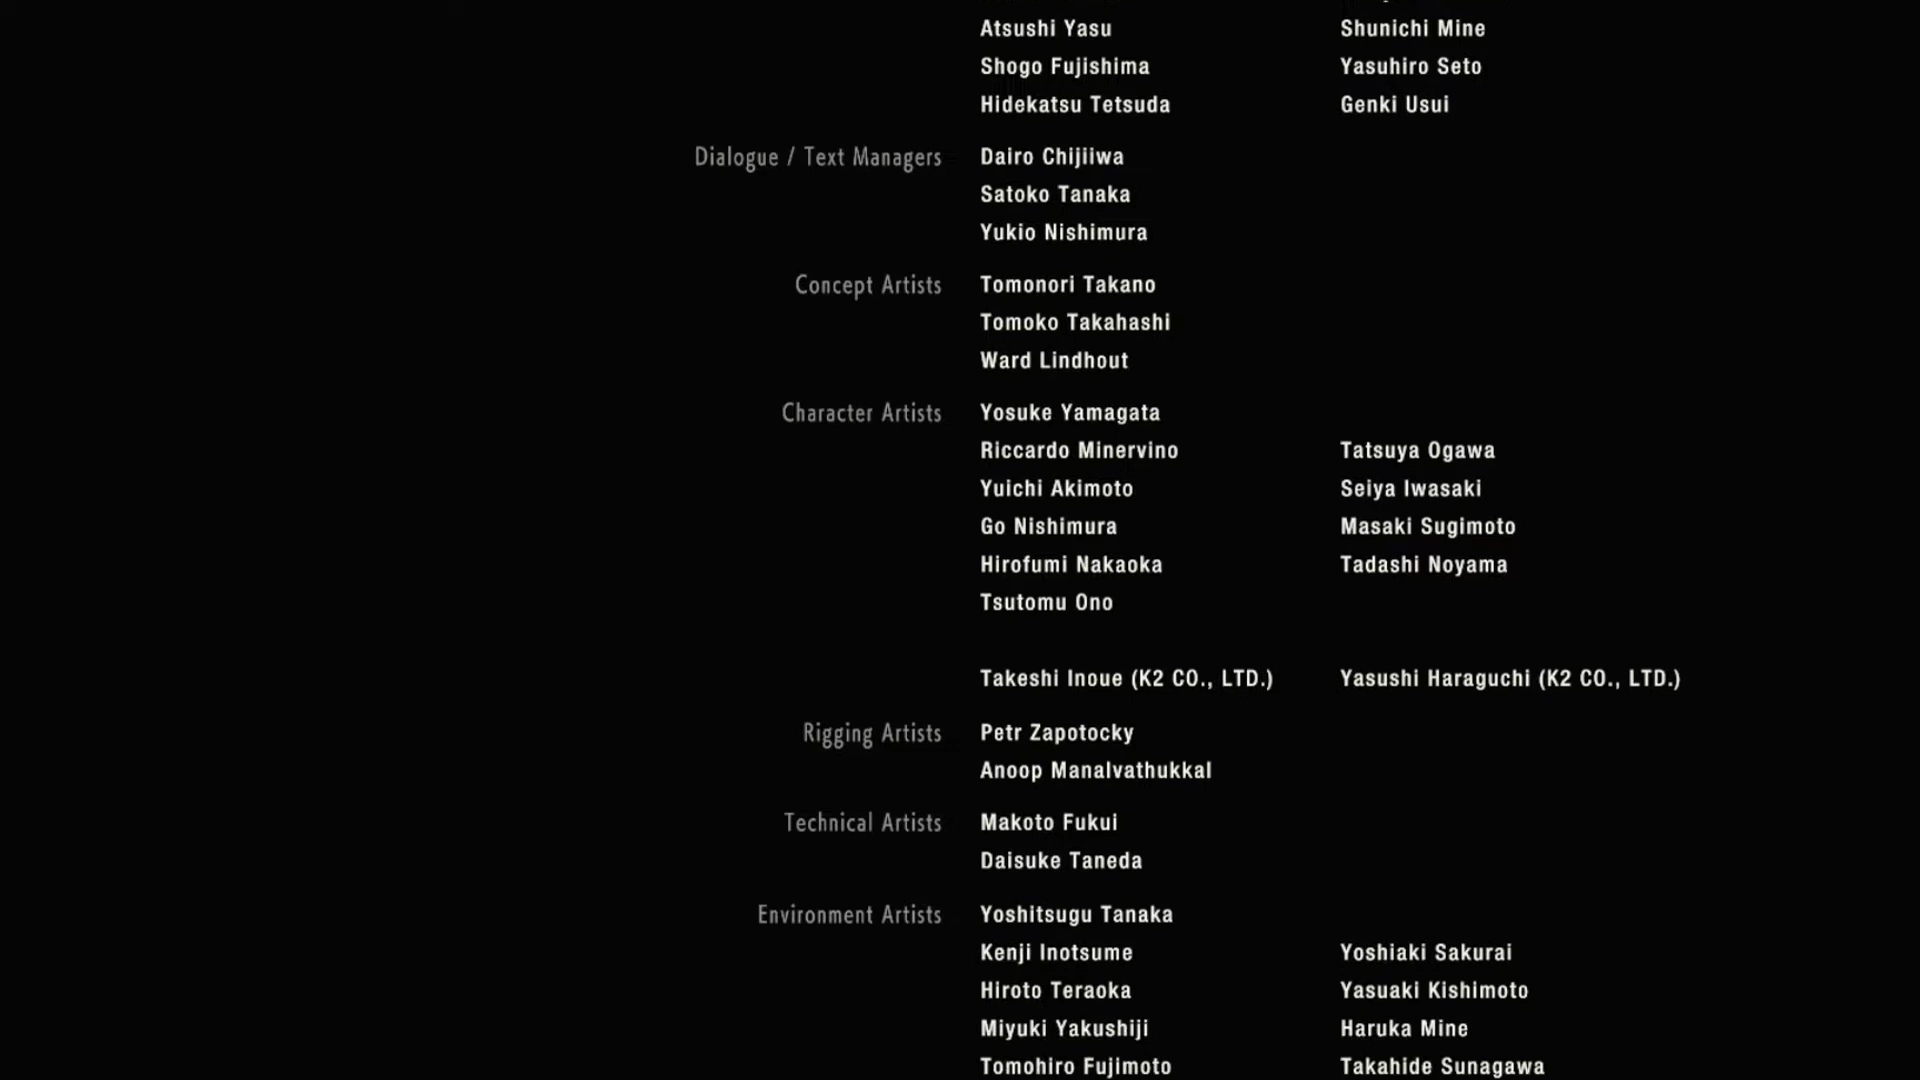 Atsushi Yasu Shunichi Mine
Shogo Fujishima Yasuhiro Seto
Hidekatsu Tetsuda Genki Usui
Dialogue / Text Managers Dairo Chijiiwa
Satoko Tanaka
Yukio Nishimura
Concept Artists Tomonori Takano
Tomoko Takahashi
Ward Lindhout
Character Artists Yosuke Yamagata
Riccardo Minervino Tatsuya Ogawa
Yuichi Akimoto Seiya Iwasaki
Go Nishimura Masaki Sugimoto
Hirofumi Nakaoka Tadashi Noyama
Tsutomu Ono
Takeshi Inoue (K2 CO., LTD.) Yasushi Haraguchi (K2 CO., LTD.)
Rigging Artists Petr Zapotocky
Anoop Manalvathukkal
Technical Artists Makoto Fukui
Daisuke Taneda
Environment Artists Yoshitsugu Tanaka
Kenji Inotsume Yoshiaki Sakurai
Hiroto Teraoka Yasuaki Kishimoto
Miyuki Yakushiji Haruka Mine
Tomohiro Fujimoto Takahide Sunagawa